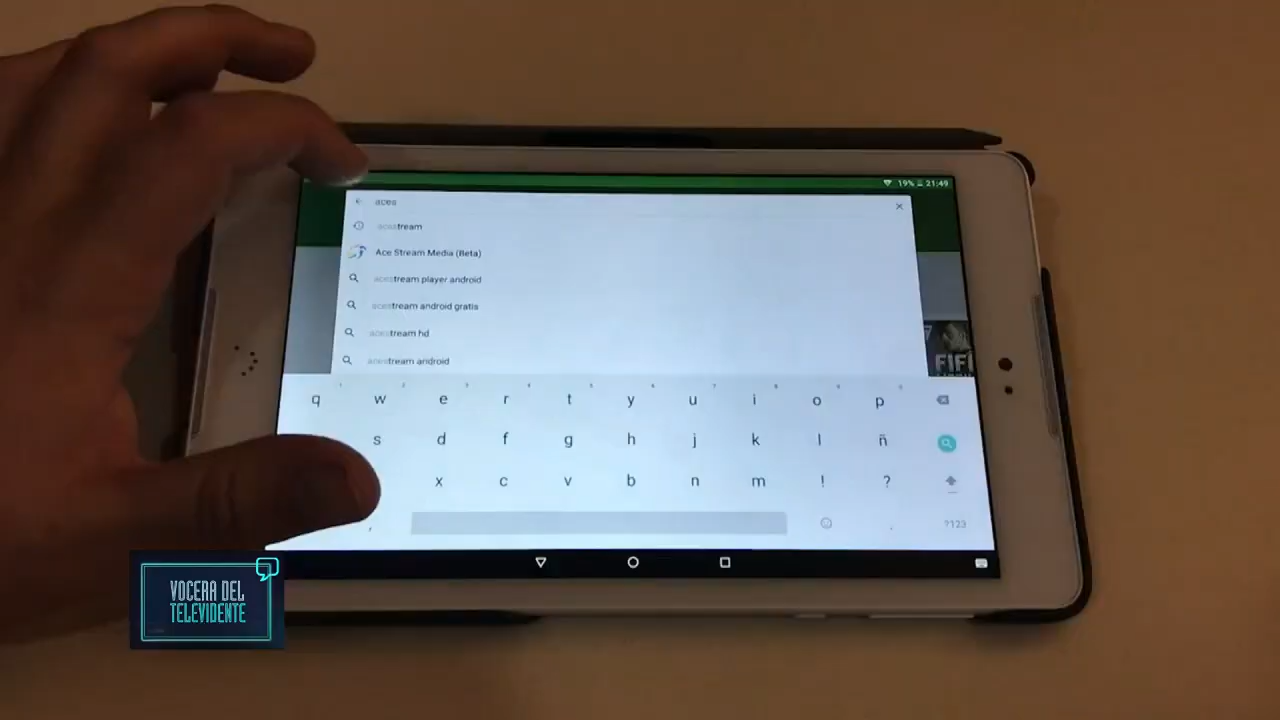 19% 21:49
aces
acestream
Ace Stream Media (Beta)
acestream player android
acestream android gratis
acestream hd
acestream android
FIFI
q w e r t y u i o p
s d f g h j k l ñ
x c v b n m ! ?
, . ?123
VOCERA DEL
TELEVIDENTE